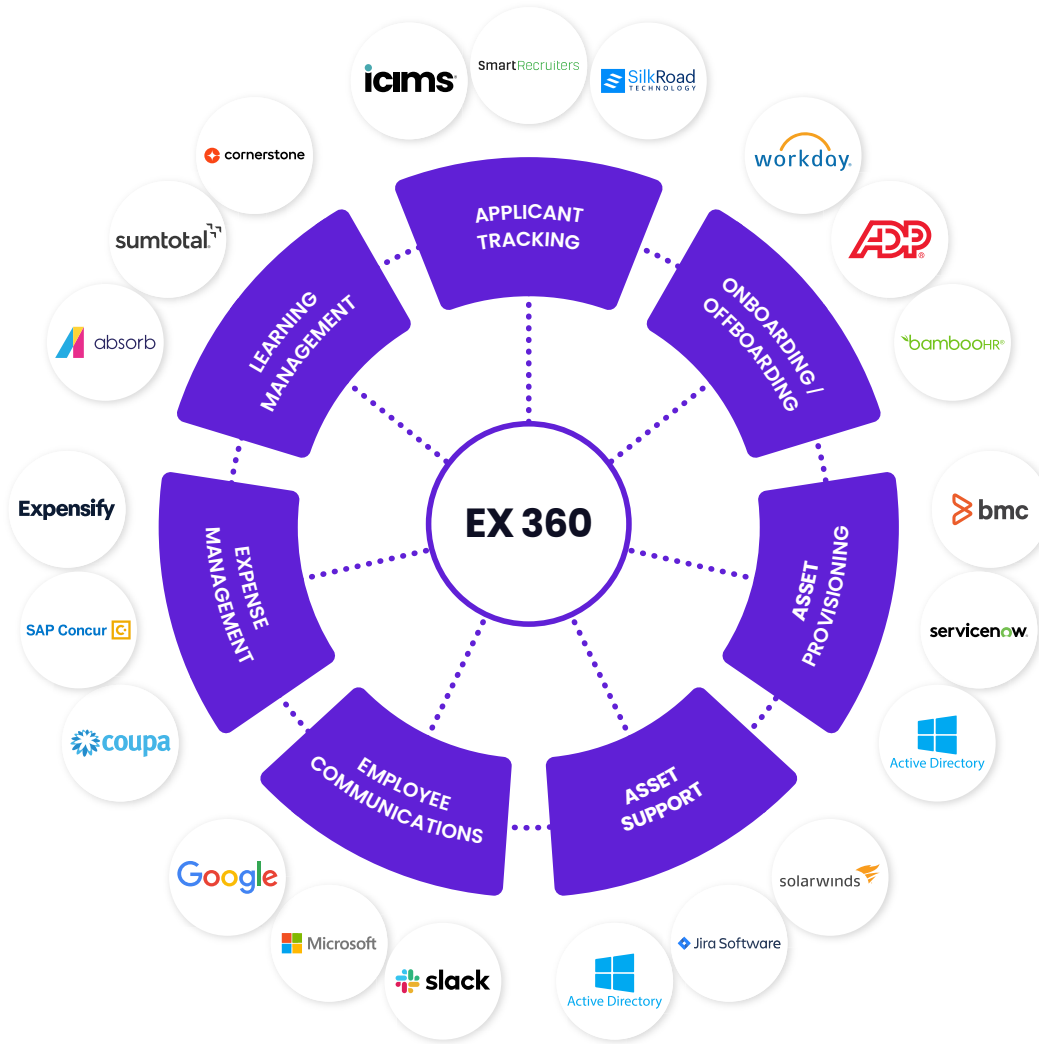 icims
SmartRecruiters
SilkRoad
TECHNOLOGY
cornerstone
workday
sumtotal
ADP
absorb
bambooHR
APPLICANT
TRACKING
ONBOARDING /
OFFBOARDING
LEARNING
MANAGEMENT
EX 360
Expensify
SAP Concur
coupa
EXPENSE
MANAGEMENT
ASSET
PROVISIONING
bmc
servicenow
Active Directory
EMPLOYEE
COMMUNICATIONS
ASSET
SUPPORT
Google
Microsoft
slack
Active Directory
Jira Software
solarwinds